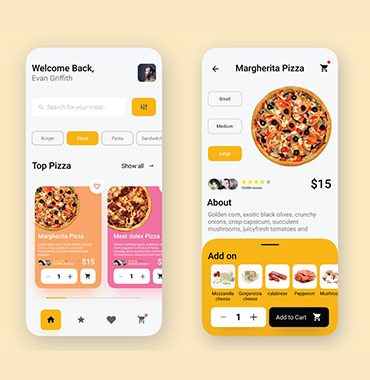 Welcome Back,
Evan Griffith
Search for your meal...
Burger
Pizza
Pasta
Sandwich
Top Pizza
Show all
Margherita Pizza
$15
1
Meat dulex Pizza
1
Margherita Pizza
Small
Medium
Large
$15
About
Golden corn, exotic black olives, crunchy
onions, crisp capsicum, succulent
mushrooms, juicyfresh tomatoes and
Add on
Mozzarella
cheese
Gorgonzola
cheese
calabrese
Pepperini
Mushroo
1
Add to Cart